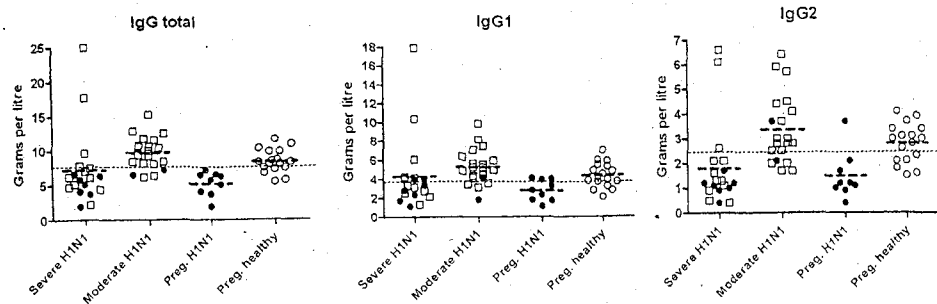 IgG total
Grams per litre
25
20
15
10
5
0
Severe H1N1
Moderate H1N1
Preg. H1N1
Preg. healthy
IgG1
Grams per litre
18
16
14
12
10
8
6
4
2
0
Severe H1N1
Moderate H1N1
Preg. H1N1
Preg. healthy
IgG2
Grams per litre
7
6
5
4
3
2
1
0
Severe H1N1
Moderate H1N1
Preg. H1N1
Preg. healthy